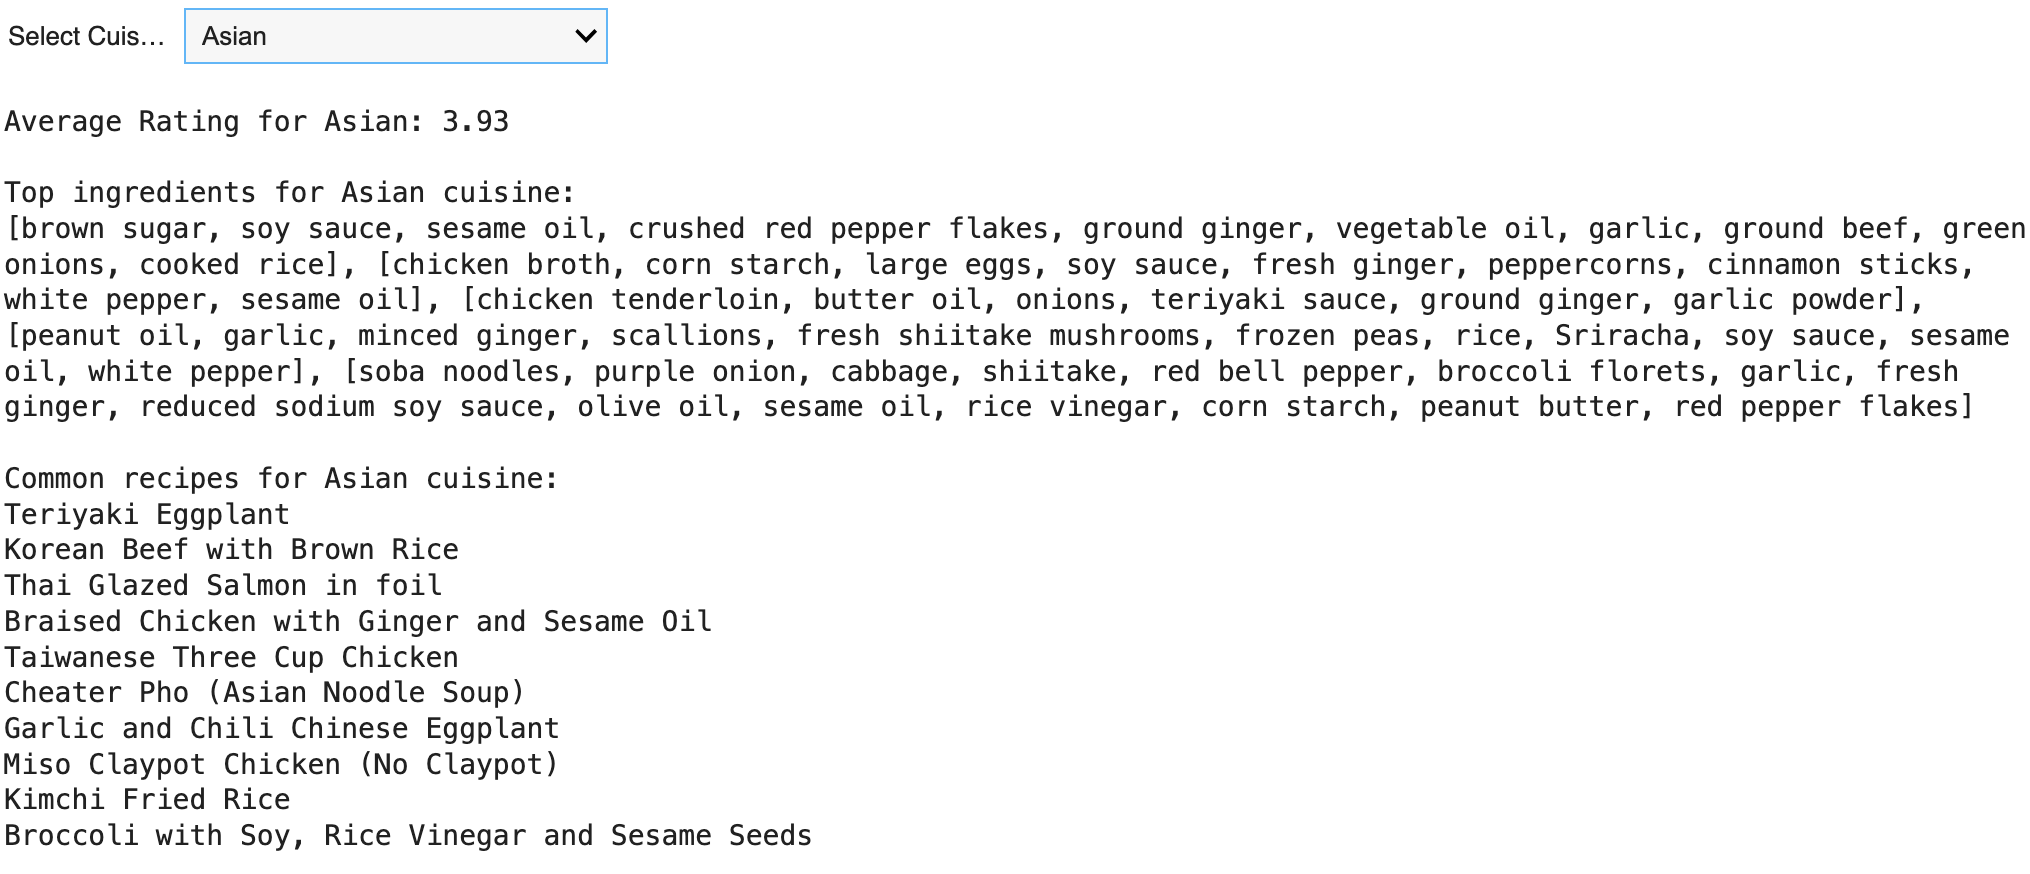 Select Cuis… Asian
Average Rating for Asian: 3.93
Top ingredients for Asian cuisine:
[brown sugar, soy sauce, sesame oil, crushed red pepper flakes, ground ginger, vegetable oil, garlic, ground beef, green
onions, cooked rice], [chicken broth, corn starch, large eggs, soy sauce, fresh ginger, peppercorns, cinnamon sticks,
white pepper, sesame oil], [chicken tenderloin, butter oil, onions, teriyaki sauce, ground ginger, garlic powder],
[peanut oil, garlic, minced ginger, scallions, fresh shiitake mushrooms, frozen peas, rice, Sriracha, soy sauce, sesame
oil, white pepper], [soba noodles, purple onion, cabbage, shiitake, red bell pepper, broccoli florets, garlic, fresh
ginger, reduced sodium soy sauce, olive oil, sesame oil, rice vinegar, corn starch, peanut butter, red pepper flakes]
Common recipes for Asian cuisine:
Teriyaki Eggplant
Korean Beef with Brown Rice
Thai Glazed Salmon in foil
Braised Chicken with Ginger and Sesame Oil
Taiwanese Three Cup Chicken
Cheater Pho (Asian Noodle Soup)
Garlic and Chili Chinese Eggplant
Miso Claypot Chicken (No Claypot)
Kimchi Fried Rice
Broccoli with Soy, Rice Vinegar and Sesame Seeds